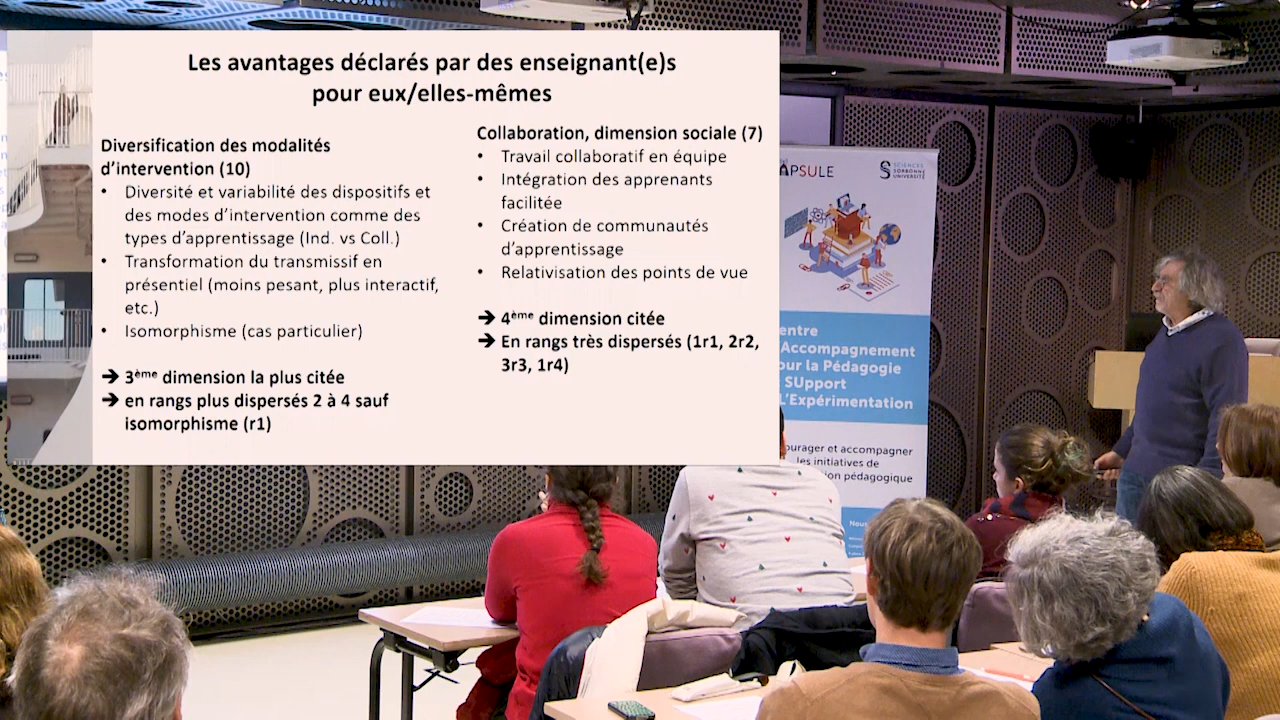 Les avantages déclarés par des enseignant(e)s
pour eux/elles-mêmes
Diversification des modalités
d'intervention (10)
• Diversité et variabilité des dispositifs et
des modes d'intervention comme des
types d'apprentissage (Ind. vs Coll.)
• Transformation du transmissif en
présentiel (moins pesant, plus interactif,
etc.)
• Isomorphisme (cas particulier)
➔ 3ème dimension la plus citée
➔ en rangs plus dispersés 2 à 4 sauf
isomorphisme (r1)
Collaboration, dimension sociale (7)
• Travail collaboratif en équipe
• Intégration des apprenants
facilitée
• Création de communautés
d'apprentissage
• Relativisation des points de vue
➔ 4ème dimension citée
➔ En rangs très dispersés (1r1, 2r2,
3r3, 1r4)
APSULE
SCIENCES
SORBONNE
UNIVERSITÉ
entre
Accompagnement
our la Pédagogie
SUpport
L'Expérimentation
ourager et accompagner
les initiatives de
on pédagogique
Nous